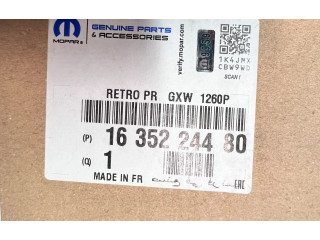 MOPAR
GENUINE PARTS
& ACCESSORIES
verify.mopar.com
1K4JMX
CBW9WD
SCAN!
RETRO PR GXW 1260P
(P) 16 352 244 80
(Q) 1
MADE IN FR
EAC